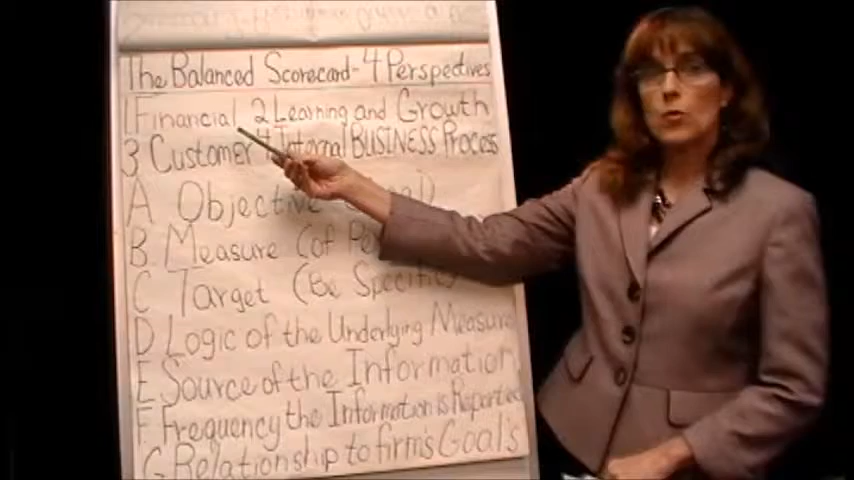 The Balanced Scorecard-4 Perspectives
1 Financial 2 Learning and Growth
3 Customer 4 Internal BUSINESS Process
A Objective
B Measure (of
C Target (Be Specific
D Logic of the Underlying Measure
E Source of the Information
F Frequency the Information is Reported
G Relationship to firm's Goals